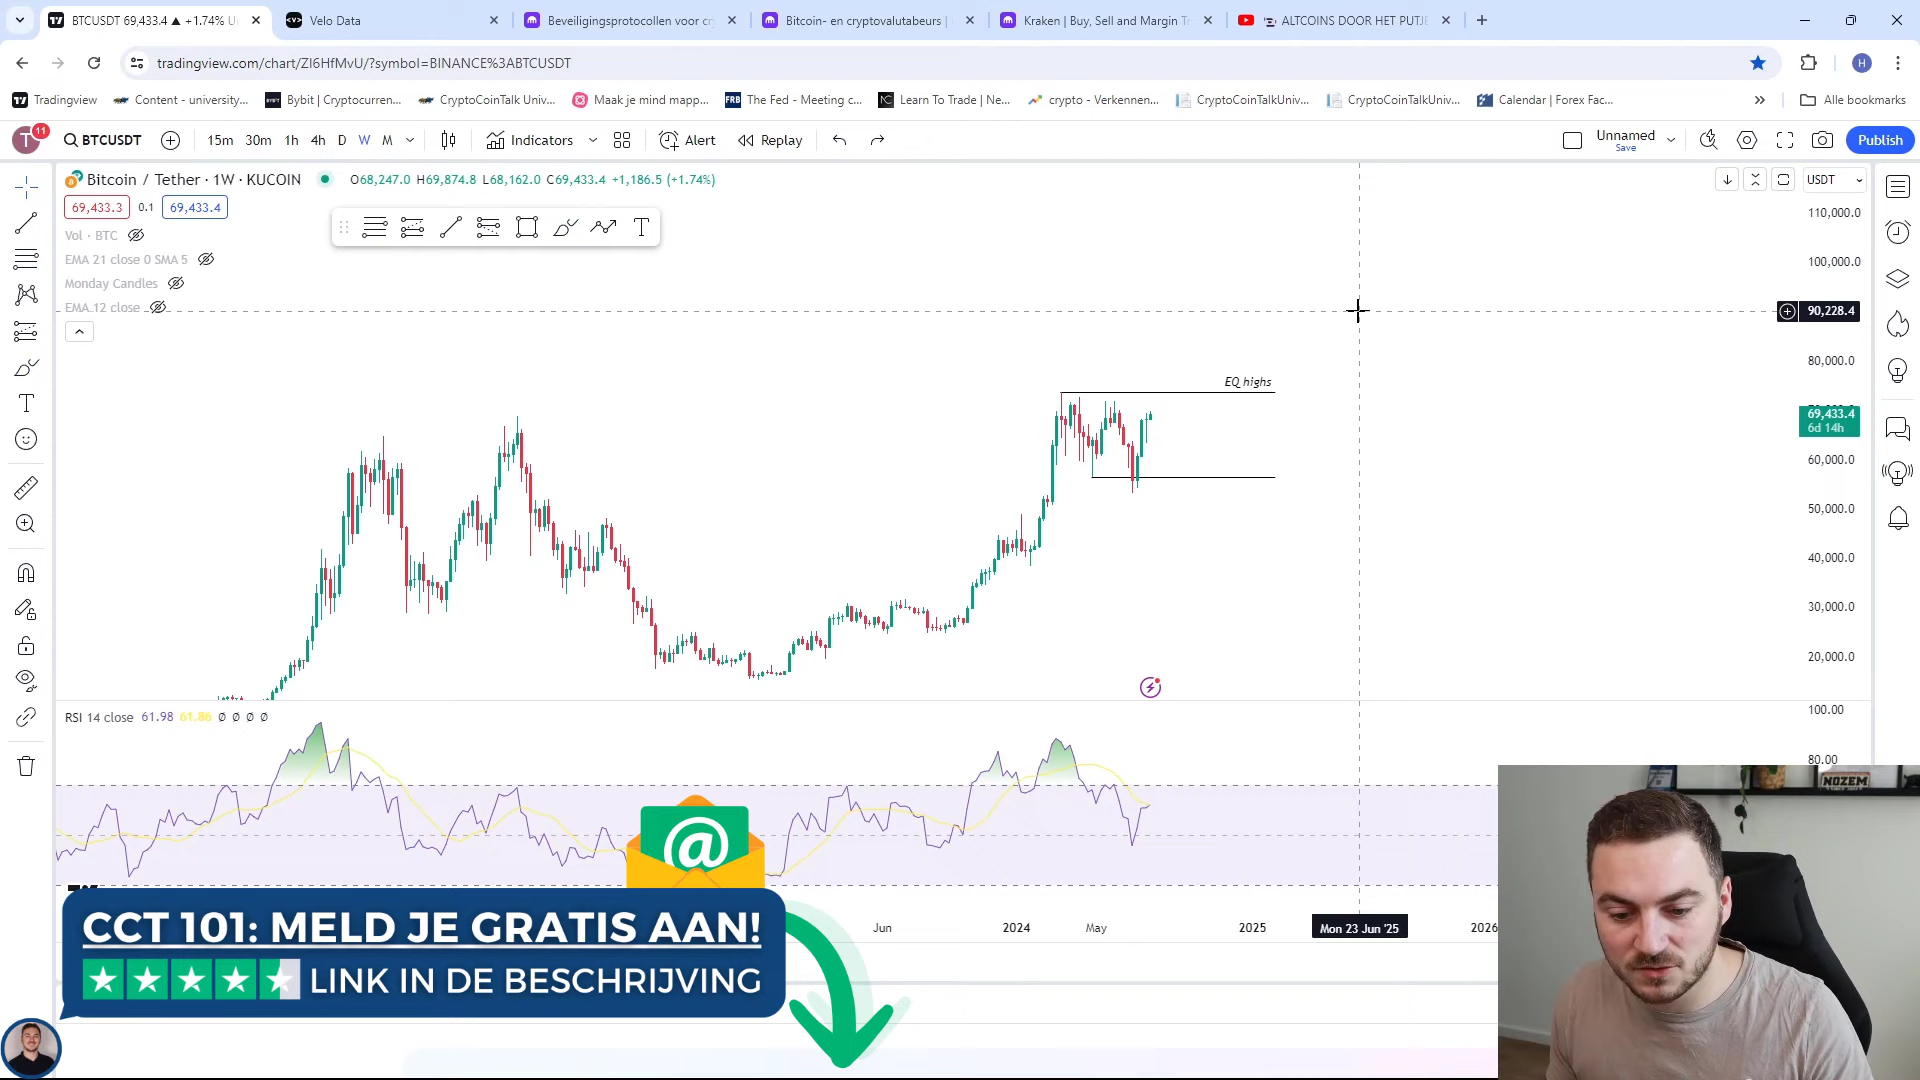 BTCUSDT 69,433.4 ▲ +1.74% U
Velo Data
Beveiligingsprotocollen voor cr
Bitcoin- en cryptovalutabeurs |
Kraken | Buy, Sell and Margin Tr
ALTCOINS DOOR HET PUTJE
tradingview.com/chart/ZI6HfMvU/?symbol=BINANCE%3ABTCUSDT
H
Tradingview
Content - university...
BYBIT
Bybit | Cryptocurren...
CryptoCoinTalk Univ...
Maak je mind mapp...
FRB
The Fed - Meeting c...
Learn To Trade | Ne...
crypto - Verkennen...
CryptoCoinTalkUniv...
CryptoCoinTalkUniv...
Calendar | Forex Fac...
Alle bookmarks
T
11
BTCUSDT
15m
30m
1h
4h
D
W
M
Indicators
Alert
Replay
Unnamed
Save
Publish
Bitcoin / Tether · 1W · KUCOIN
O68,247.0 H69,874.8 L68,162.0 C69,433.4 +1,186.5 (+1.74%)
USDT
69,433.3
0.1
69,433.4
Vol · BTC
EMA 21 close 0 SMA 5
Monday Candles
EMA 12 close
T
110,000.0
100,000.0
90,228.4
80,000.0
69,433.4
6d 14h
60,000.0
50,000.0
40,000.0
30,000.0
20,000.0
EQ highs
RSI 14 close 61.98 61.86 Ø Ø Ø Ø
100.00
80.00
NOZEM
@
Jun
2024
May
2025
Mon 23 Jun '25
2026
CCT 101: MELD JE GRATIS AAN!
LINK IN DE BESCHRIJVING